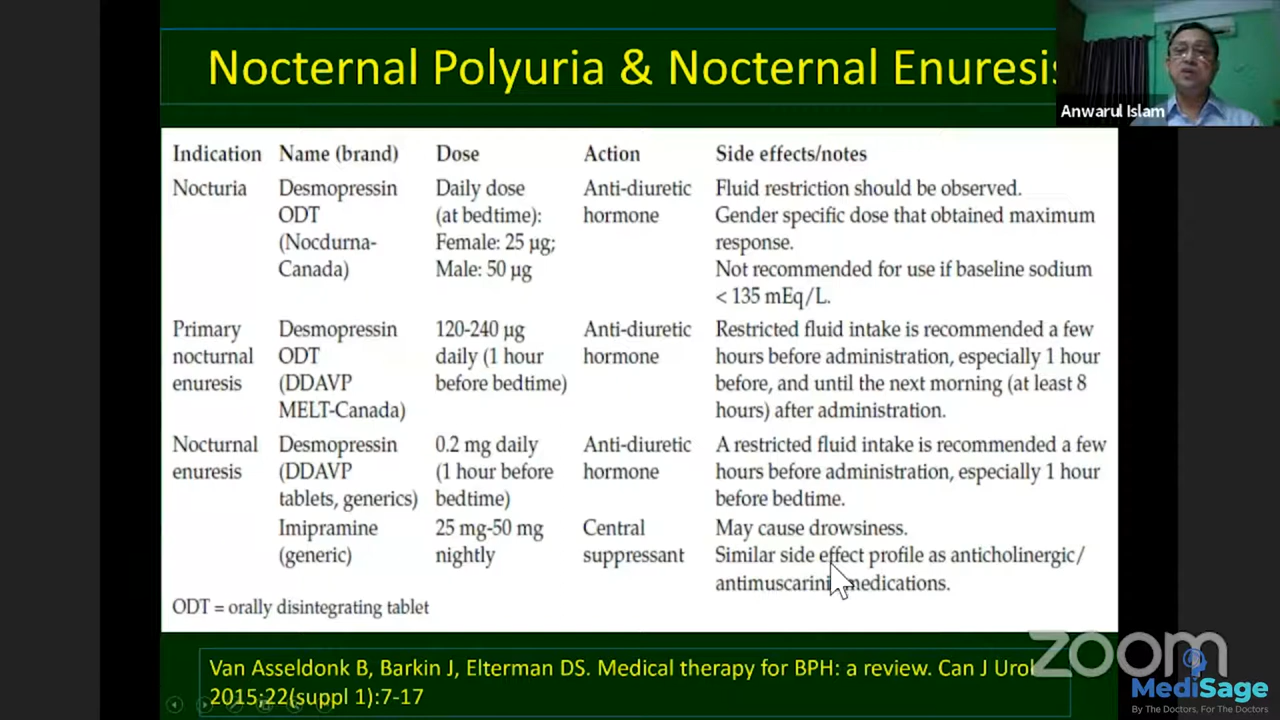 Nocternal Polyuria & Nocternal Enuresis
Anwarul Islam
Indication Name (brand) Dose Action Side effects/notes
Nocturia Desmopressin Daily dose Anti-diuretic Fluid restriction should be observed.
ODT (at bedtime): hormone Gender specific dose that obtained maximum
(Nocdurna- Female: 25 µg; response.
Canada) Male: 50 µg Not recommended for use if baseline sodium
< 135 mEq/L.
Primary Desmopressin 120-240 µg Anti-diuretic Restricted fluid intake is recommended a few
nocturnal ODT daily (1 hour hormone hours before administration, especially 1 hour
enuresis (DDAVP before bedtime) before, and until the next morning (at least 8
MELT-Canada) hours) after administration.
Nocturnal Desmopressin 0.2 mg daily Anti-diuretic A restricted fluid intake is recommended a few
enuresis (DDAVP (1 hour before hormone hours before administration, especially 1 hour
tablets, generics) bedtime) before bedtime.
Imipramine 25 mg-50 mg Central May cause drowsiness.
(generic) nightly suppressant Similar side effect profile as anticholinergic/
antimuscarinic medications.
ODT = orally disintegrating tablet
Van Asseldonk B, Barkin J, Elterman DS. Medical therapy for BPH: a review. Can J Urol
2015;22(suppl 1):7-17
zoom
MediSage
By The Doctors, For The Doctors